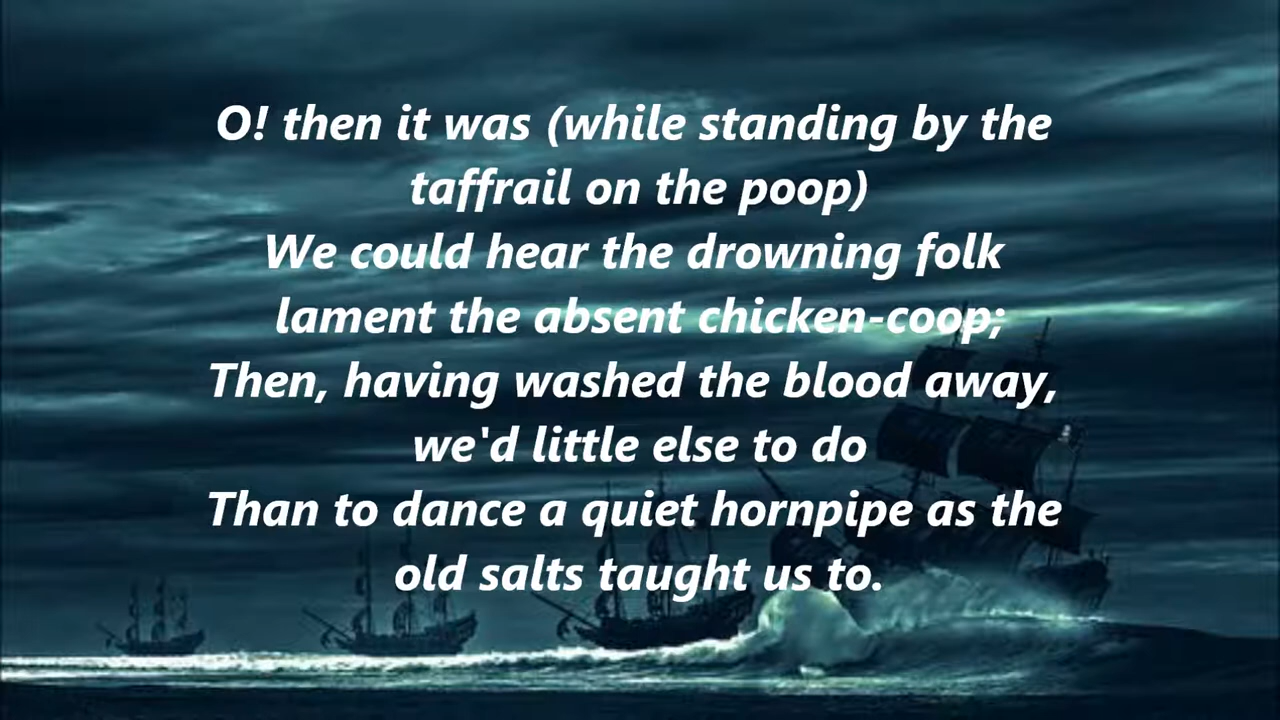 O! then it was (while standing by the
taffrail on the poop)
We could hear the drowning folk
lament the absent chicken-coop;
Then, having washed the blood away,
we'd little else to do
Than to dance a quiet hornpipe as the
old salts taught us to.